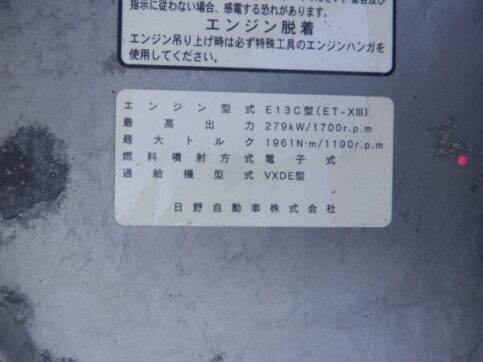 指示に従わない場合、感電する恐れがあります。
エンジン脱着
エンジン吊り上げ時は必ず特殊工具のエンジンハンガを
使用してください。
エンジン型式 E13C型(ET-XIII)
最高出力 279kW/1700r.p.m
最大トルク 1961N·m/1100r.p.m
燃料噴射方式 電子式
過給機型式 VXDE型
日野自動車株式会社